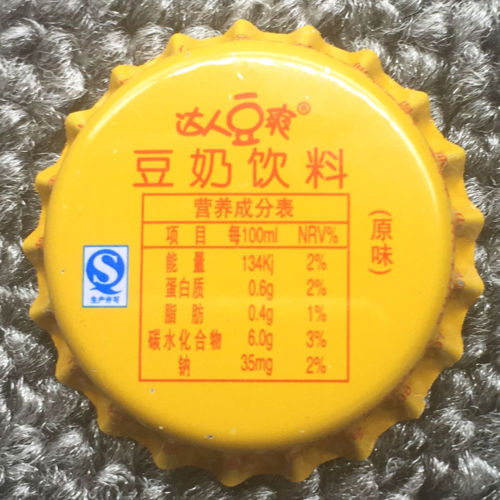 达人豆爽®
豆奶饮料
(原味)
营养成分表
项目 每100ml NRV%
能量 134Kj 2%
蛋白质 0.6g 2%
脂肪 0.4g 1%
碳水化合物 6.0g 3%
钠 35mg 2%
生产许可